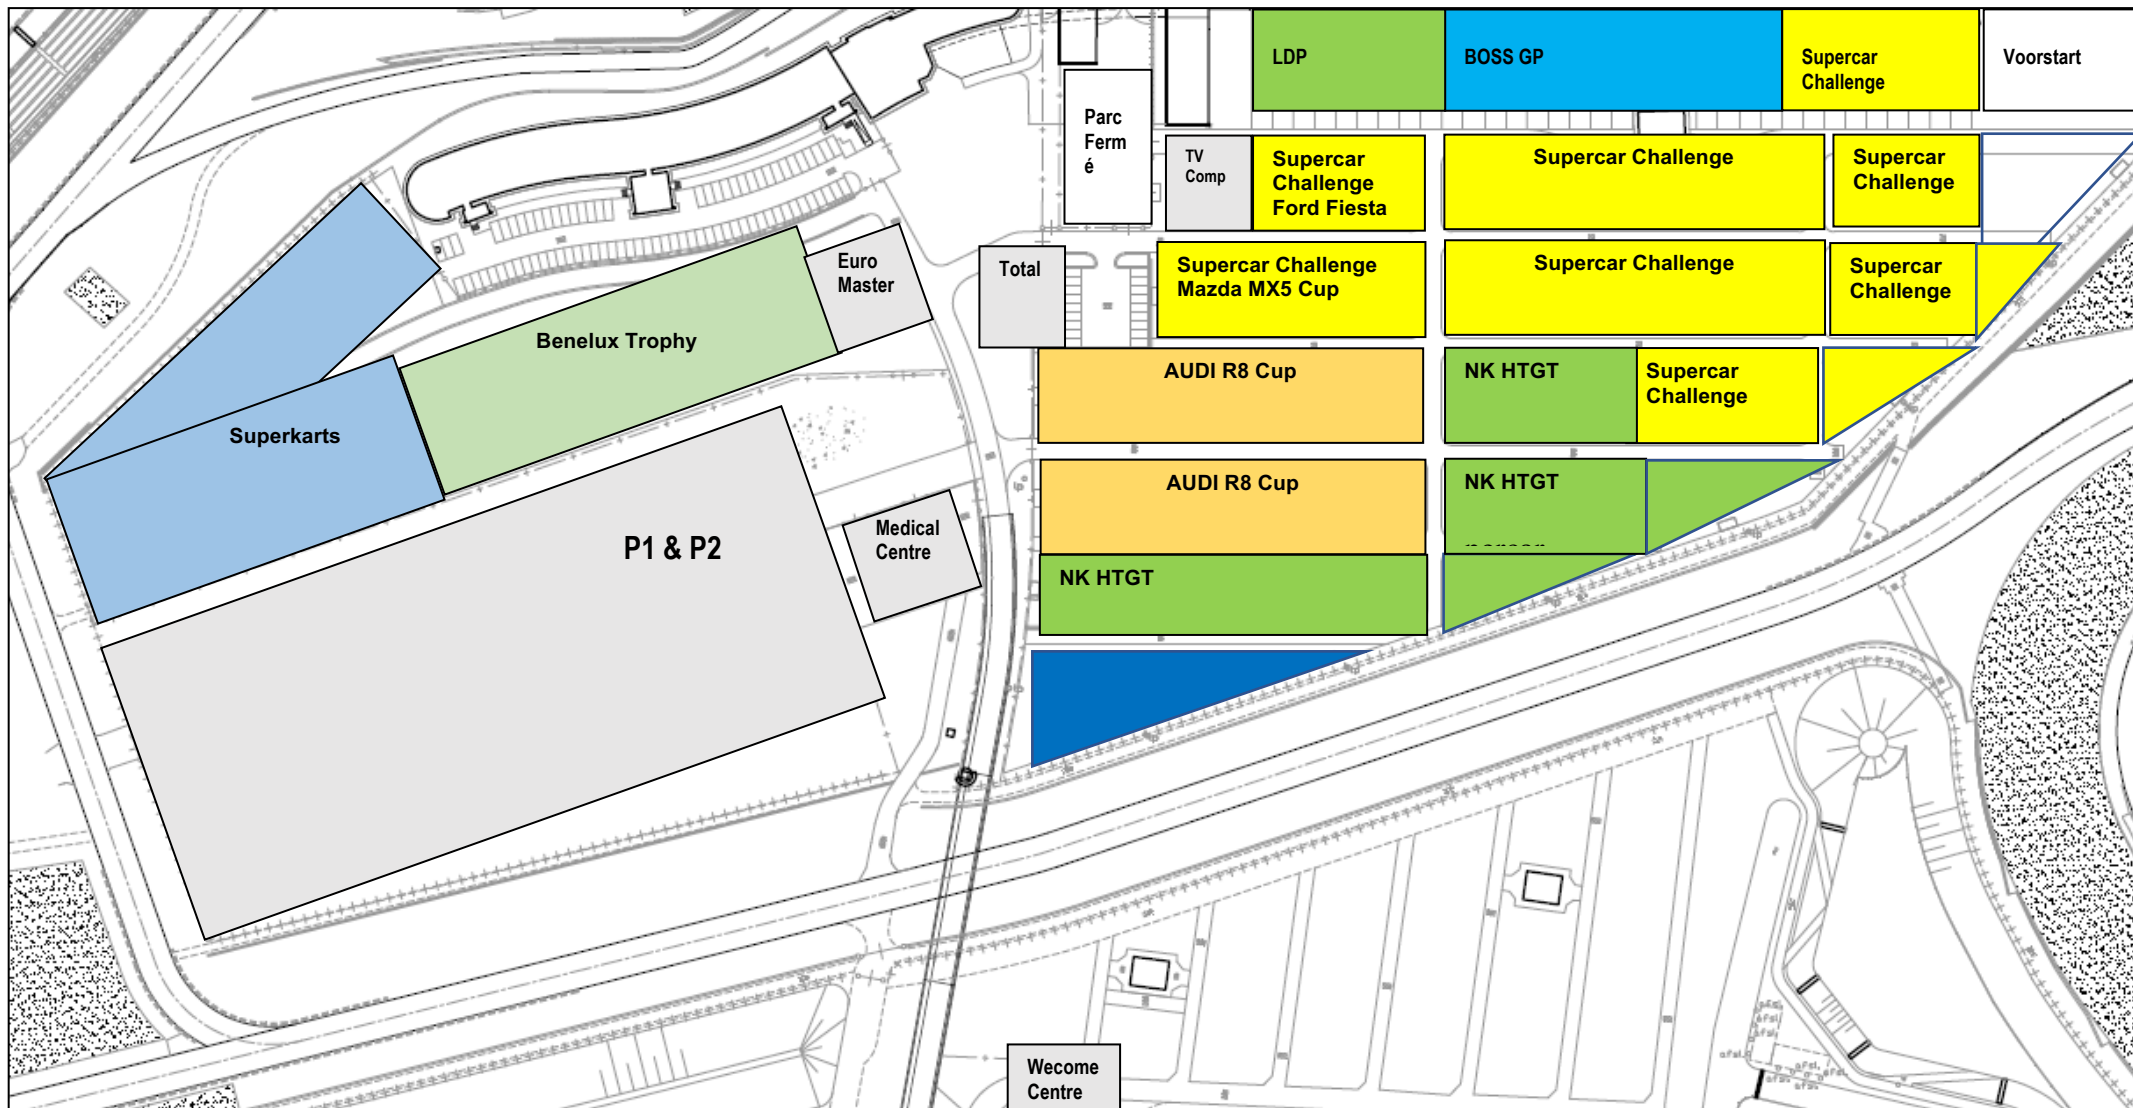 LDP
BOSS GP
Supercar
Challenge
Voorstart
Parc
Ferm
é
TV
Comp
Supercar
Challenge
Ford Fiesta
Supercar Challenge
Supercar
Challenge
Euro
Master
Total
Supercar Challenge
Mazda MX5 Cup
Supercar Challenge
Supercar
Challenge
Benelux Trophy
AUDI R8 Cup
NK HTGT
Supercar
Challenge
Superkarts
AUDI R8 Cup
NK HTGT
P1 & P2
Medical
Centre
NK HTGT
Wecome
Centre